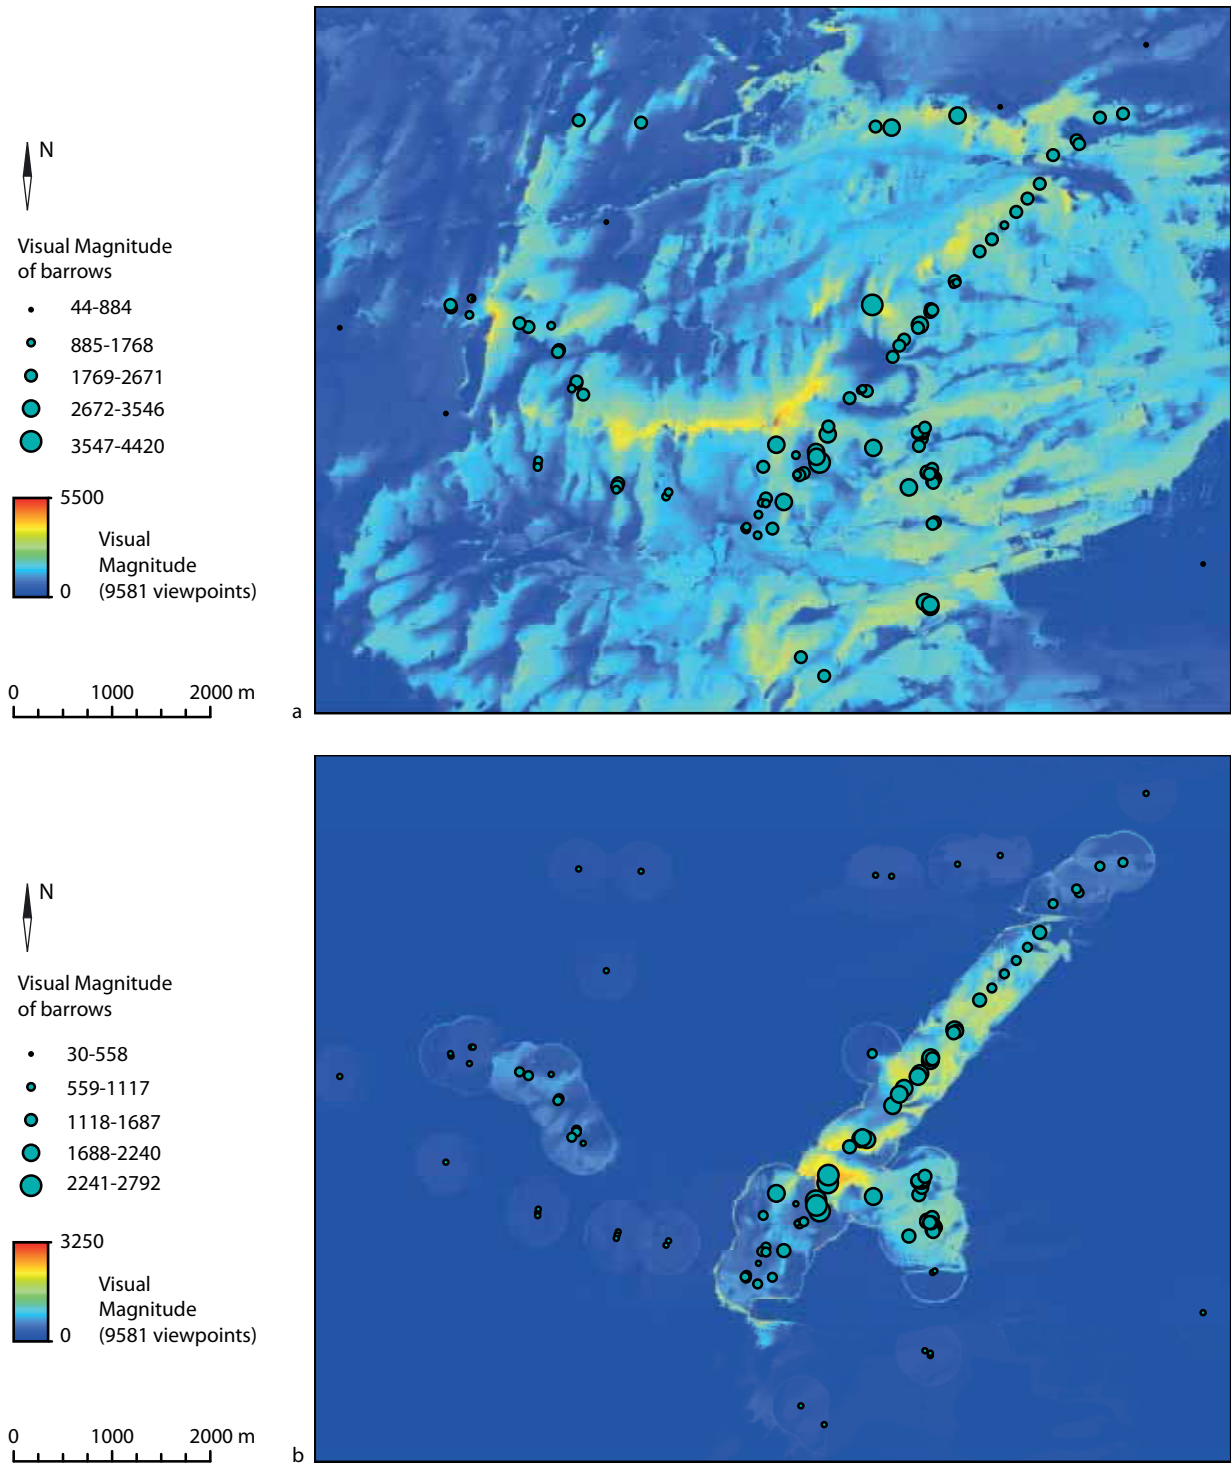 N
Visual Magnitude
of barrows
44-884
885-1768
1769-2671
2672-3546
3547-4420
5500
Visual
Magnitude
0 (9581 viewpoints)
0 1000 2000 m
a
N
Visual Magnitude
of barrows
30-558
559-1117
1118-1687
1688-2240
2241-2792
3250
Visual
Magnitude
0 (9581 viewpoints)
0 1000 2000 m
b